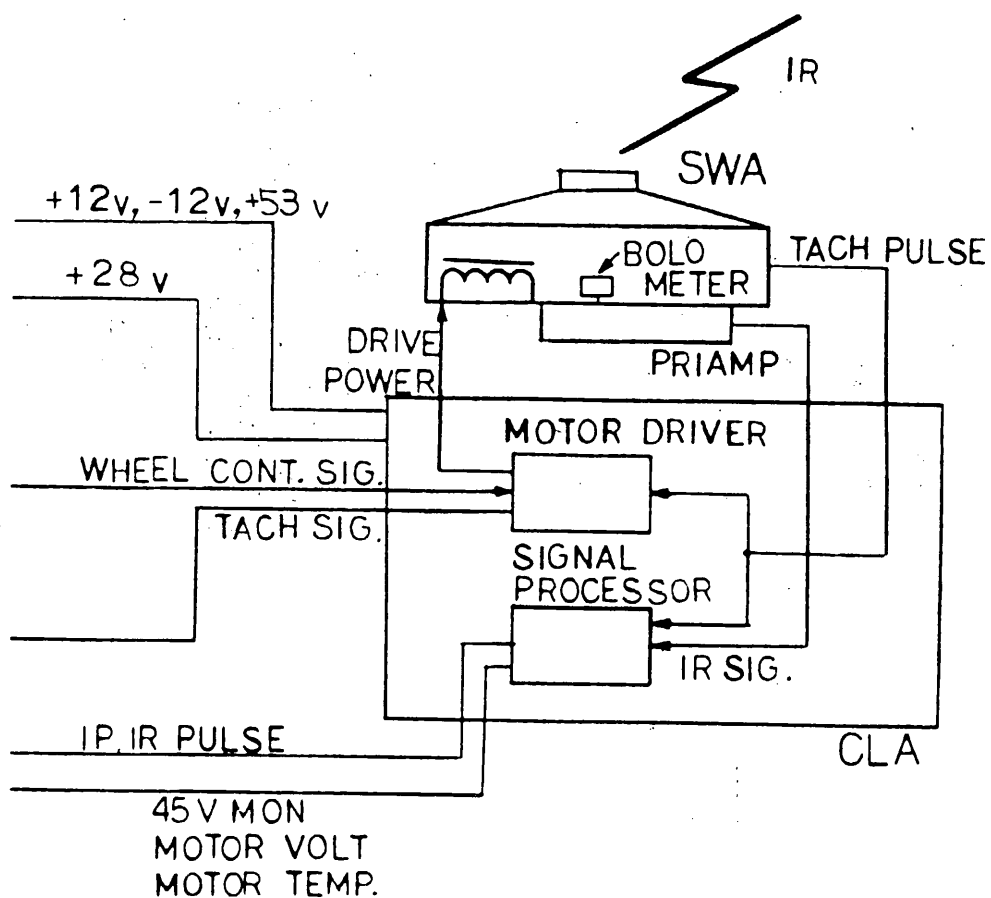 IR
SWA
+12v, -12v, +53 v
TACH PULSE
BOLO
METER
+28 v
DRIVE
POWER
PRIAMP
MOTOR DRIVER
WHEEL CONT. SIG.
TACH SIG.
SIGNAL
PROCESSOR
IR SIG.
IP, IR PULSE
CLA
45V MON
MOTOR VOLT
MOTOR TEMP.